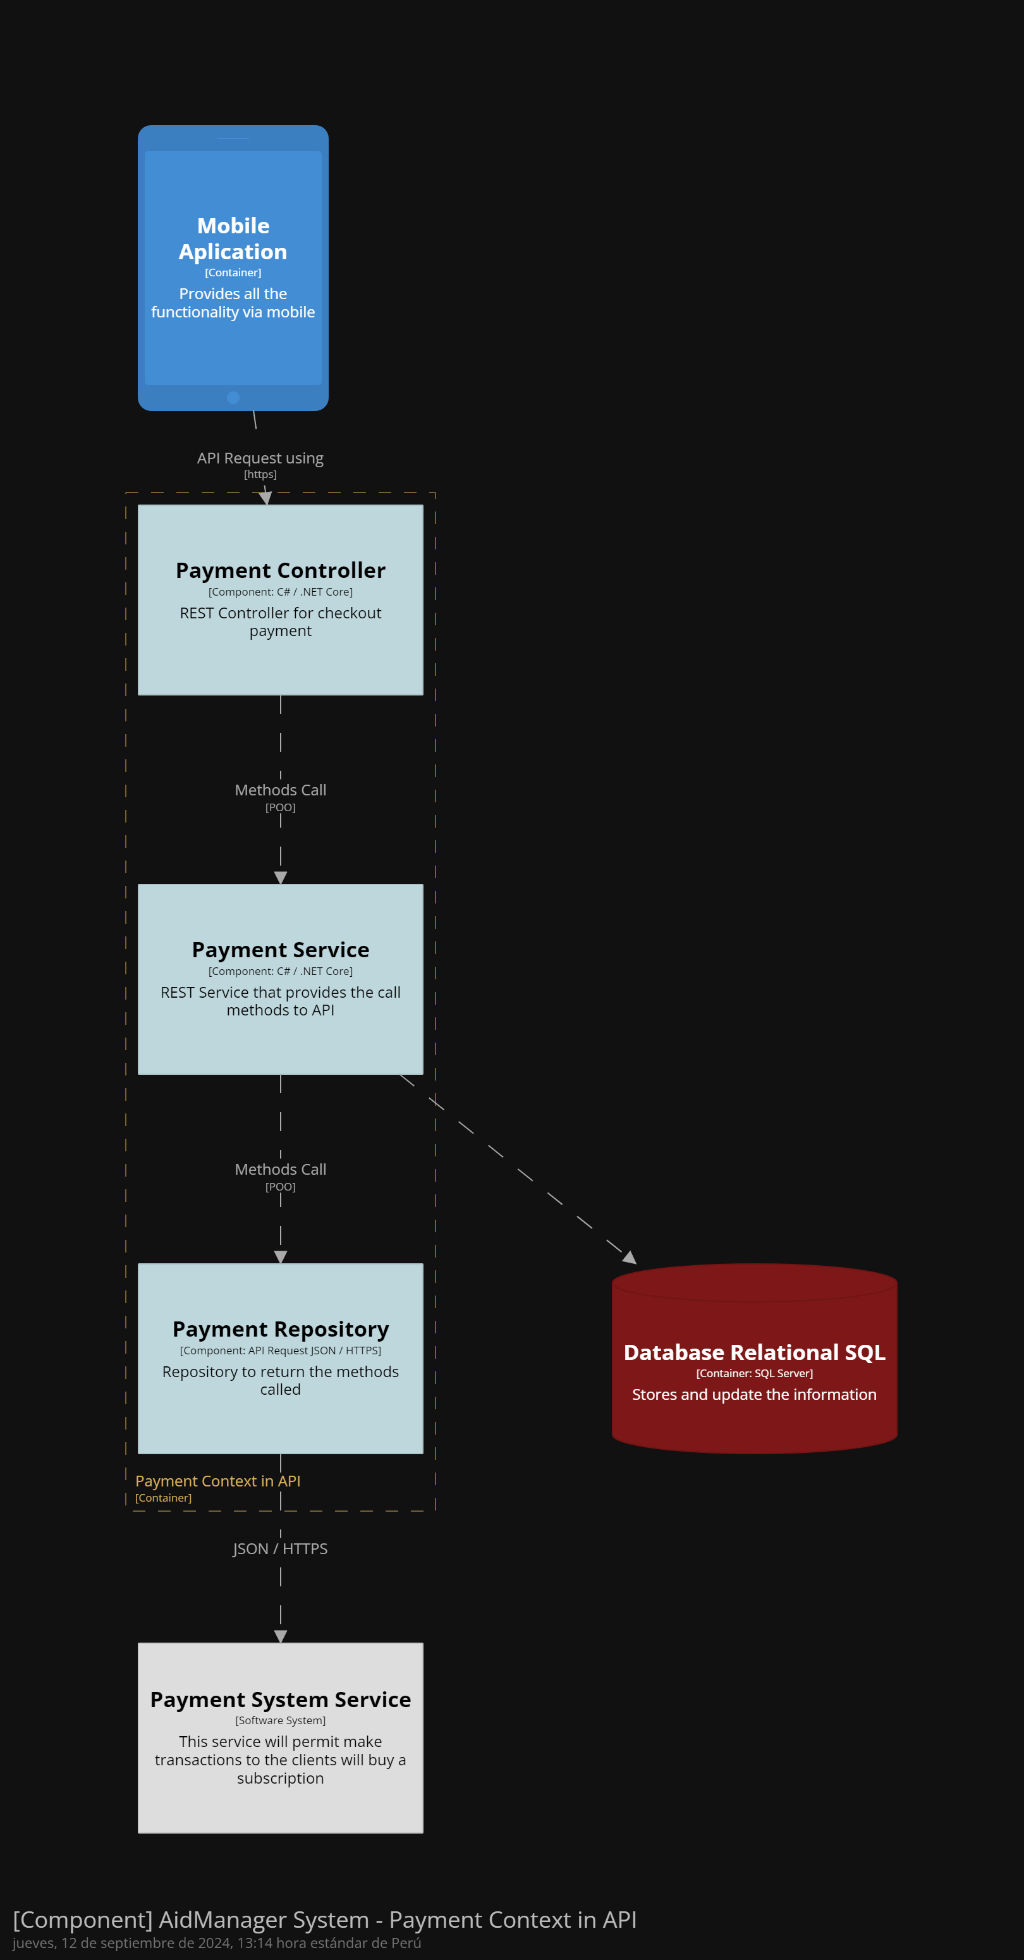 Mobile
Aplication
[Container]
Provides all the
functionality via mobile
API Request using
[https]
Payment Controller
[Component: C# / .NET Core]
REST Controller for checkout
payment
Methods Call
[POO]
Payment Service
[Component: C# / .NET Core]
REST Service that provides the call
methods to API
Methods Call
[POO]
Payment Repository
[Component: API Request JSON / HTTPS]
Repository to return the methods
called
Database Relational SQL
[Container: SQL Server]
Stores and update the information
Payment Context in API
[Container]
JSON / HTTPS
Payment System Service
[Software System]
This service will permit make
transactions to the clients will buy a
subscription
[Component] AidManager System - Payment Context in API
jueves, 12 de septiembre de 2024, 13:14 hora estándar de Perú